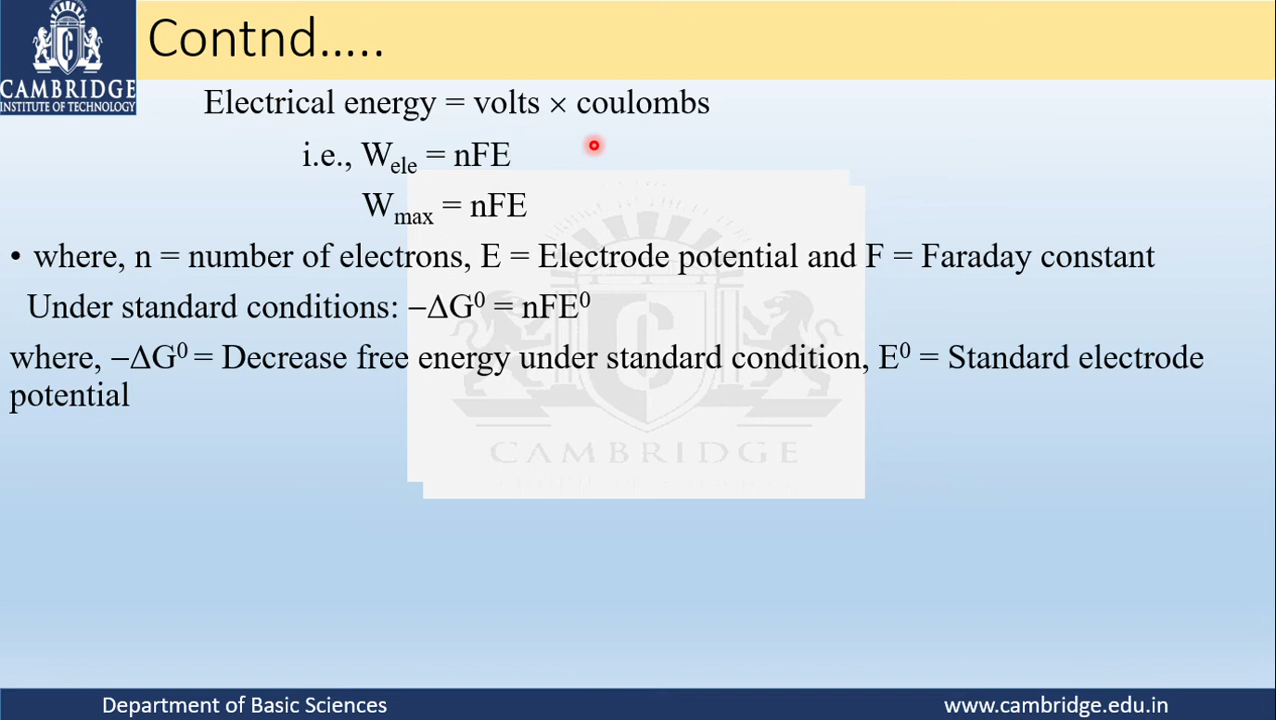 Contnd.....
CAMBRIDGE
INSTITUTE OF TECHNOLOGY
Electrical energy = volts × coulombs
i.e., Wele = nFE
Wmax = nFE
• where, n = number of electrons, E = Electrode potential and F = Faraday constant
Under standard conditions: −ΔG⁰ = nFE⁰
where, −ΔG⁰ = Decrease free energy under standard condition, E⁰ = Standard electrode
potential
CAMBRIDGE
Department of Basic Sciences
www.cambridge.edu.in